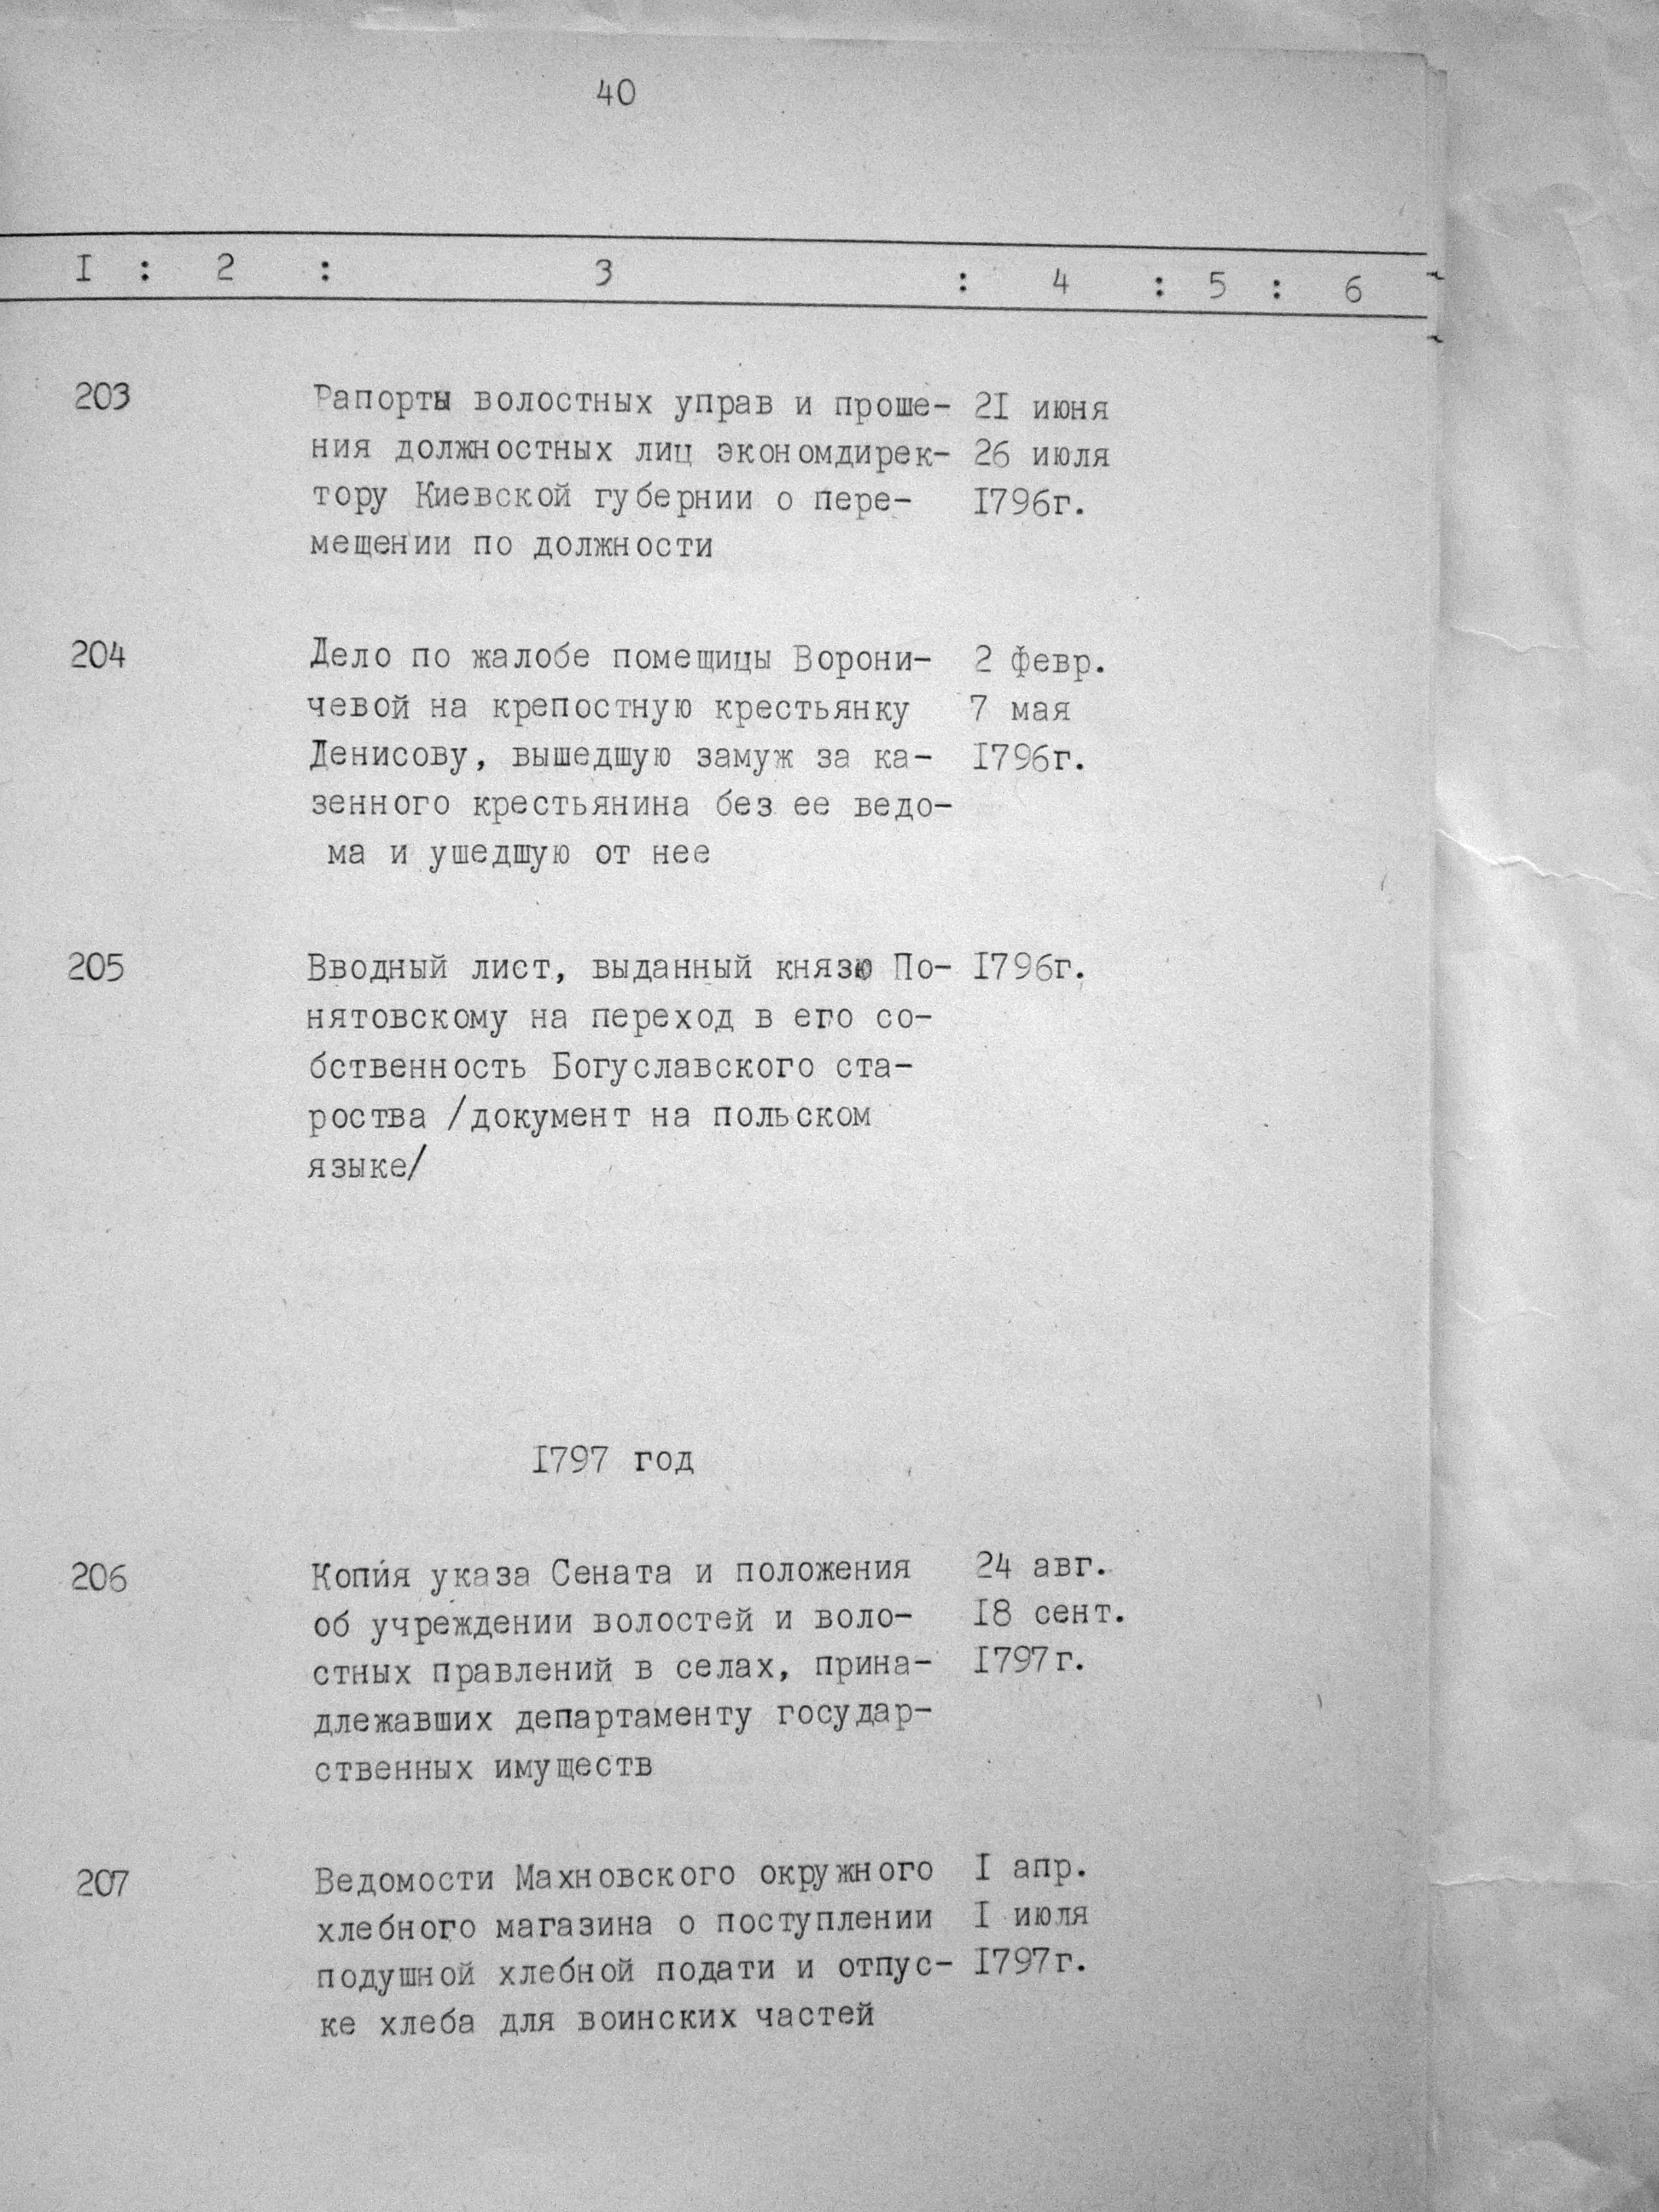 40
I : 2 : 3 : 4 : 5 : 6
203 Рапорты волостных управ и проше- 21 июня
ния должностных лиц экономдирек- 26 июля
тору Киевской губернии о пере- 1796г.
мещении по должности
204 Дело по жалобе помещицы Ворони- 2 февр.
чевой на крепостную крестьянку 7 мая
Денисову, вышедшую замуж за ка- I796г.
зенного крестьянина без ее ведо-
ма и ушедшую от нее
205 Вводный лист, выданный князю По- I796г.
нятовскому на переход в его со-
бственность Богуславского ста-
роства /документ на польском
языке/
I797 год
206 Копия указа Сената и положения 24 авг.
об учреждении волостей и воло- I8 сент.
стных правлений в селах, прина- I797г.
длежавших департаменту государ-
ственных имуществ
207 Ведомости Махновского окружного I апр.
хлебного магазина о поступлении I июля
подушной хлебной подати и отпус- I797г.
ке хлеба для воинских частей